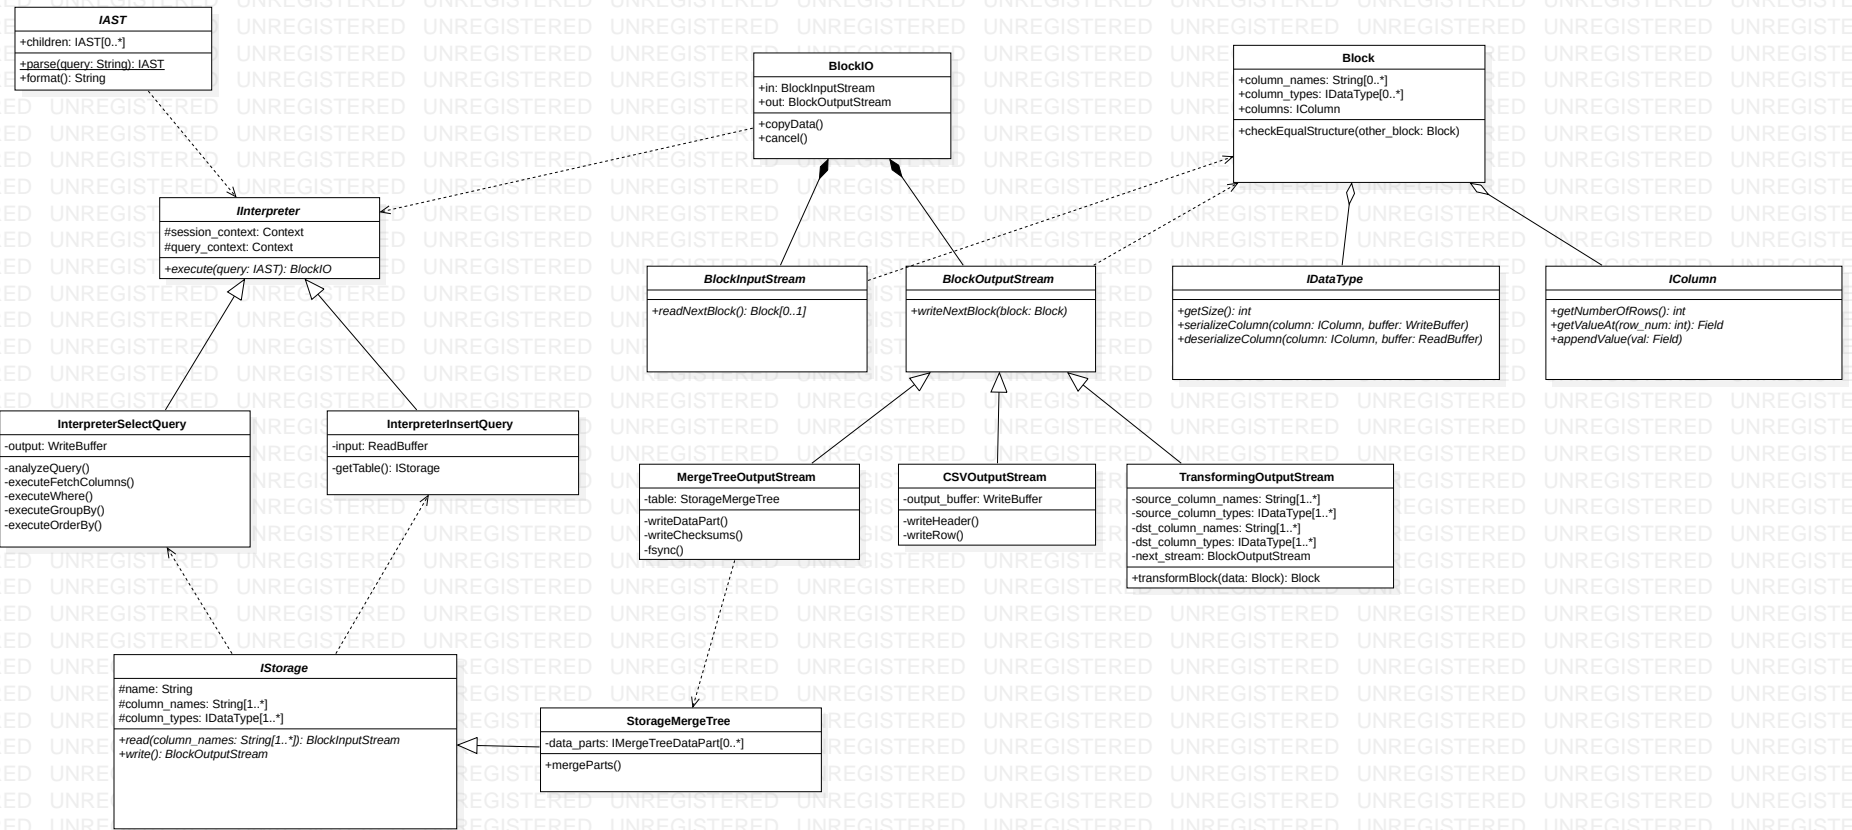 IAST
+children: IAST[0..*]
+parse(query: String): IAST
+format(): String
BlockIO
+in: BlockInputStream
+out: BlockOutputStream
+copyData()
+cancel()
Block
+column_names: String[0..*]
+column_types: IDataType[0..*]
+columns: IColumn
+checkEqualStructure(other_block: Block)
IInterpreter
#session_context: Context
#query_context: Context
+execute(query: IAST): BlockIO
BlockInputStream
+readNextBlock(): Block[0..1]
BlockOutputStream
+writeNextBlock(block: Block)
IDataType
+getSize(): int
+serializeColumn(column: IColumn, buffer: WriteBuffer)
+deserializeColumn(column: IColumn, buffer: ReadBuffer)
IColumn
+getNumberOfRows(): int
+getValueAt(row_num: int): Field
+appendValue(val: Field)
InterpreterSelectQuery
-output: WriteBuffer
-analyzeQuery()
-executeFetchColumns()
-executeWhere()
-executeGroupBy()
-executeOrderBy()
InterpreterInsertQuery
-input: ReadBuffer
-getTable(): IStorage
MergeTreeOutputStream
-table: StorageMergeTree
-writeDataPart()
-writeChecksums()
-fsync()
CSVOutputStream
-output_buffer: WriteBuffer
-writeHeader()
-writeRow()
TransformingOutputStream
-source_column_names: String[1..*]
-source_column_types: IDataType[1..*]
-dst_column_names: String[1..*]
-dst_column_types: IDataType[1..*]
-next_stream: BlockOutputStream
+transformBlock(data: Block): Block
IStorage
#name: String
#column_names: String[1..*]
#column_types: IDataType[1..*]
+read(column_names: String[1..*]): BlockInputStream
+write(): BlockOutputStream
StorageMergeTree
-data_parts: IMergeTreeDataPart[0..*]
+mergeParts()
UNREGISTERED